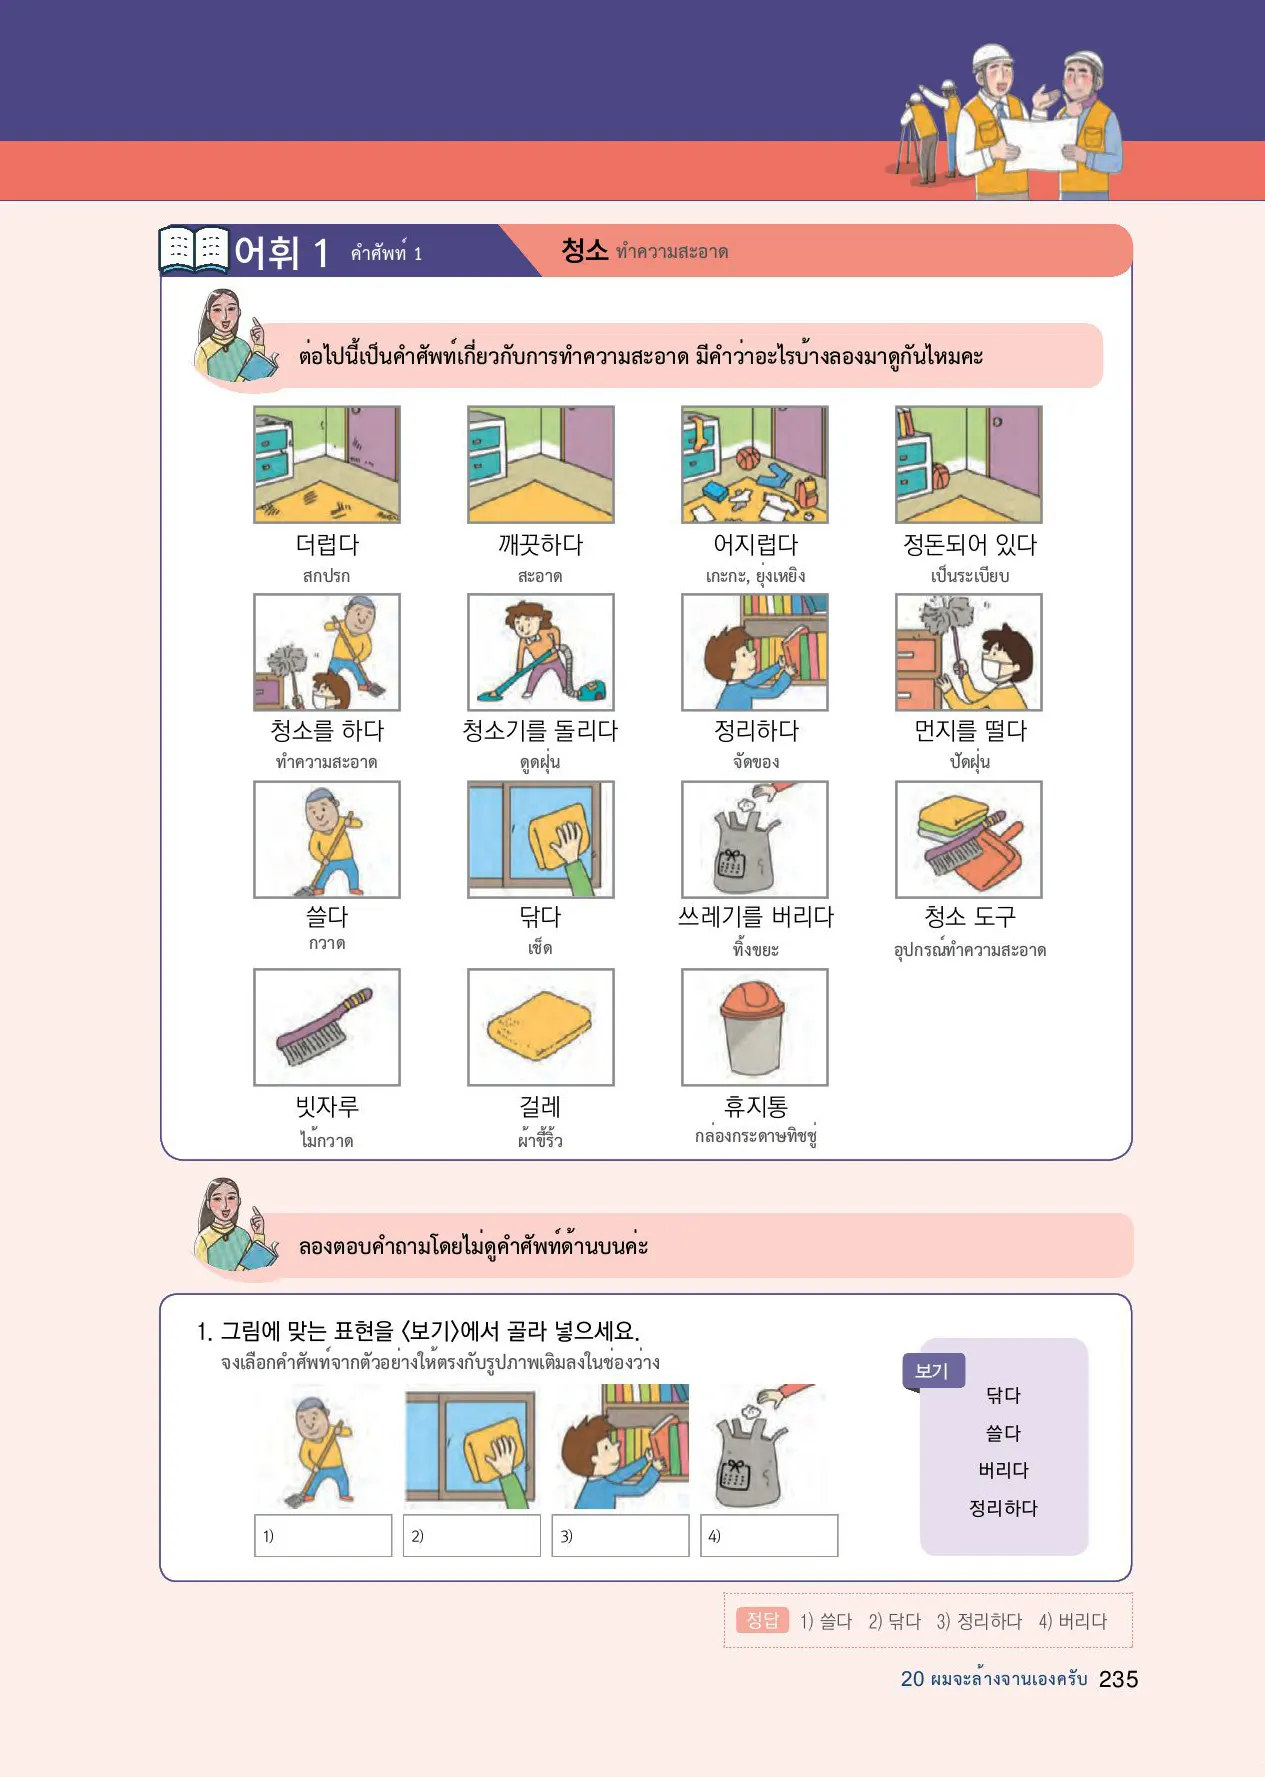 어휘 1 คำศัพท์ 1 청소 ทำความสะอาด
ต่อไปนี้เป็นคำศัพท์เกี่ยวกับการทำความสะอาด มีคำว่าอะไรบ้างลองมาดูกันไหมคะ
더럽다 깨끗하다 어지럽다 정돈되어 있다
สกปรก สะอาด เกะกะ, ยุ่งเหยิง เป็นระเบียบ
청소를 하다 청소기를 돌리다 정리하다 먼지를 떨다
ทำความสะอาด ดูดฝุ่น จัดของ ปัดฝุ่น
쓸다 닦다 쓰레기를 버리다 청소 도구
กวาด เช็ด ทิ้งขยะ อุปกรณ์ทำความสะอาด
빗자루 걸레 휴지통
ไม้กวาด ผ้าขี้ริ้ว กล่องกระดาษทิชชู่
ลองตอบคำถามโดยไม่ดูคำศัพท์ด้านบนค่ะ
1. 그림에 맞는 표현을 〈보기〉에서 골라 넣으세요.
จงเลือกคำศัพท์จากตัวอย่างให้ตรงกับรูปภาพเติมลงในช่องว่าง
1) 2) 3) 4)
보기
닦다
쓸다
버리다
정리하다
정답 1) 쓸다 2) 닦다 3) 정리하다 4) 버리다
20 ผมจะล้างจานเองครับ 235